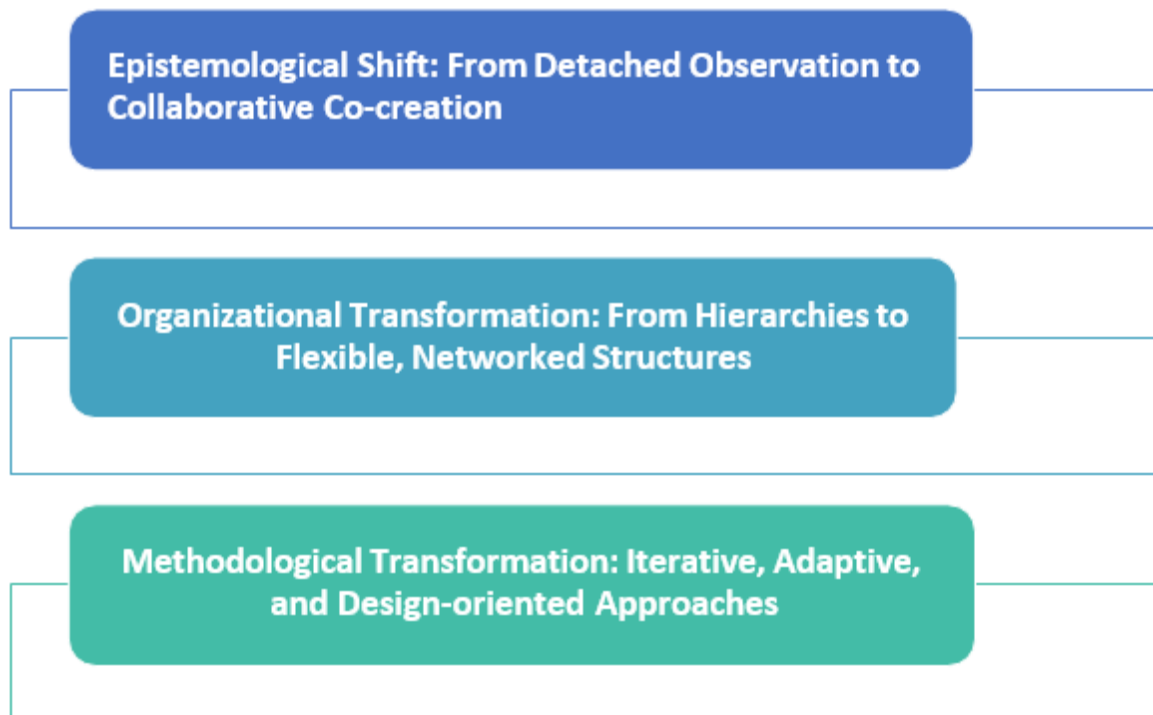 Epistemological Shift: From Detached Observation to
Collaborative Co-creation
Organizational Transformation: From Hierarchies to
Flexible, Networked Structures
Methodological Transformation: Iterative, Adaptive,
and Design-oriented Approaches